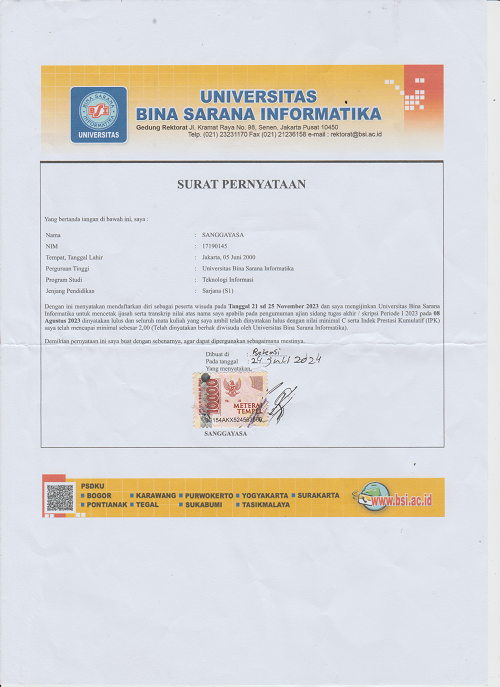 UNIVERSITAS
BINA SARANA INFORMATIKA
Gedung Rektorat Jl. Kramat Raya No. 98, Senen, Jakarta Pusat 10450
Telp. (021) 23231170 Fax (021) 21236158 e-mail : rektorat@bsi.ac.id
BINA SARANA
INFORMATIKA
UNIVERSITAS
SURAT PERNYATAAN
Yang bertanda tangan di bawah ini, saya :
Nama : SANGGAYASA
NIM : 17190145
Tempat, Tanggal Lahir : Jakarta, 05 Juni 2000
Perguruan Tinggi : Universitas Bina Sarana Informatika
Program Studi : Teknologi Informasi
Jenjang Pendidikan : Sarjana (S1)
Dengan ini menyatakan mendaftarkan diri sebagai peserta wisuda pada Tanggal 21 sd 25 November 2023 dan saya mengijinkan Universitas Bina Sarana
Informatika untuk mencetak ijasah serta transkrip nilai atas nama saya apabila pada pengumuman ujian sidang tugas akhir / skripsi Periode I 2023 pada 08
Agustus 2023 dinyatakan lulus dan seluruh mata kuliah yang saya ambil telah dinyatakan lulus dengan nilai minimal C serta Indek Prestasi Kumulatif (IPK)
saya telah mencapai minimal sebesar 2,00 (Telah dinyatakan berhak diwisuda oleh Universitas Bina Sarana Informatika).
Demikian pernyataan ini saya buat dengan sebenarnya, agar dapat dipergunakan sebagaimana mestinya.
Dibuat di :
Pada tanggal : 2024
Yang menyatakan,
10000
METERAI
TEMPEL
SANGGAYASA
PSDKU
BOGOR KARAWANG PURWOKERTO YOGYAKARTA SURAKARTA
PONTIANAK TEGAL SUKABUMI TASIKMALAYA
www.bsi.ac.id